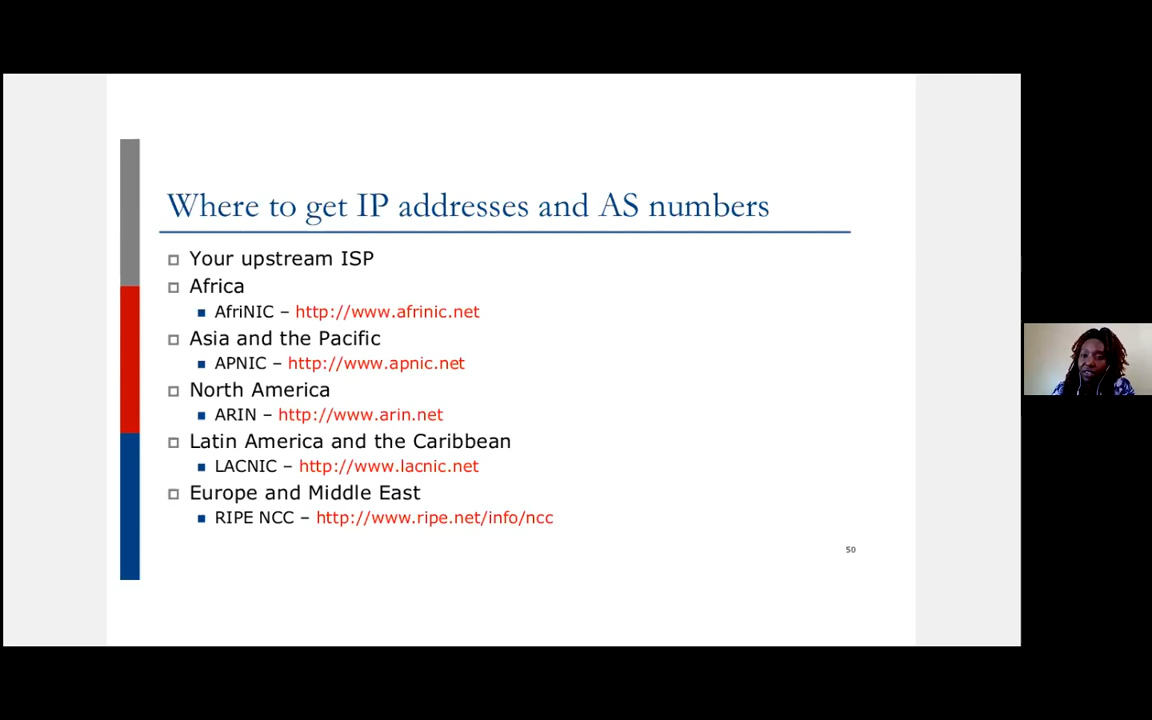 Where to get IP addresses and AS numbers
Your upstream ISP
Africa
AfriNIC – http://www.afrinic.net
Asia and the Pacific
APNIC – http://www.apnic.net
North America
ARIN – http://www.arin.net
Latin America and the Caribbean
LACNIC – http://www.lacnic.net
Europe and Middle East
RIPE NCC – http://www.ripe.net/info/ncc
50